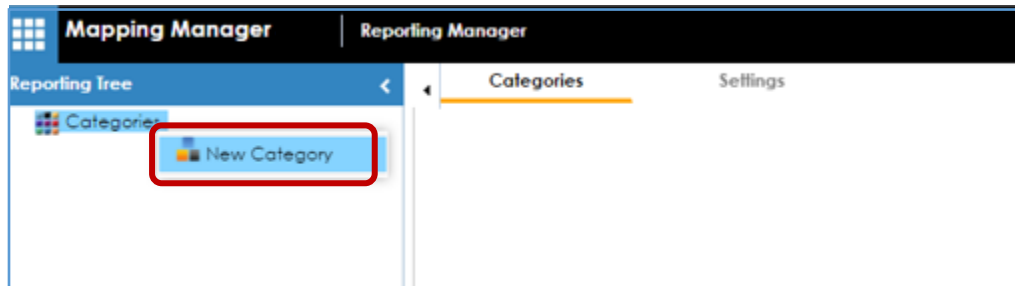 Mapping Manager Reporting Manager
Reporting Tree Categories Settings
Categories
New Category